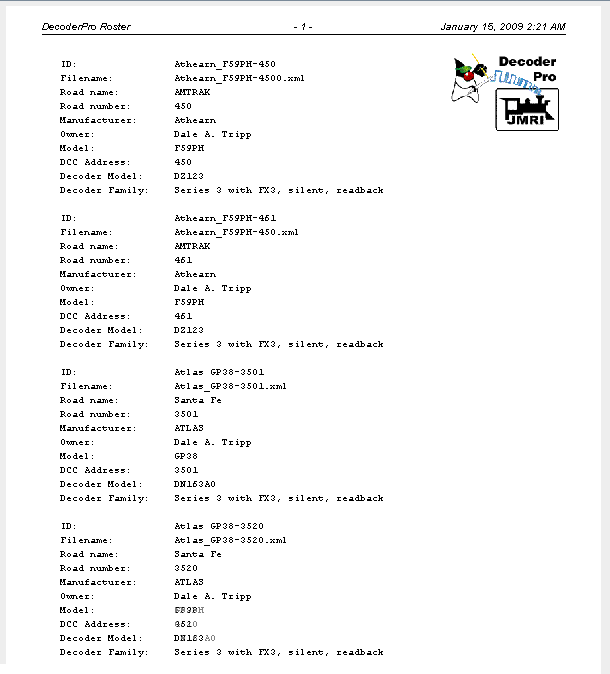 DecoderPro Roster - 1 - January 15, 2009 2:21 AM
Decoder
Pro
JMRI
ID: Athearn_F59PH-450
Filename: Athearn_F59PH-4500.xml
Road name: AMTRAK
Road number: 450
Manufacturer: Athearn
Owner: Dale A. Tripp
Model: F59PH
DCC Address: 450
Decoder Model: DZ123
Decoder Family: Series 3 with FX3, silent, readback
ID: Athearn_F59PH-461
Filename: Athearn_F59PH-450.xml
Road name: AMTRAK
Road number: 461
Manufacturer: Athearn
Owner: Dale A. Tripp
Model: F59PH
DCC Address: 461
Decoder Model: DZ123
Decoder Family: Series 3 with FX3, silent, readback
ID: Atlas GP38-3501
Filename: Atlas_GP38-3501.xml
Road name: Santa Fe
Road number: 3501
Manufacturer: ATLAS
Owner: Dale A. Tripp
Model: GP38
DCC Address: 3501
Decoder Model: DN163A0
Decoder Family: Series 3 with FX3, silent, readback
ID: Atlas GP38-3520
Filename: Atlas_GP38-3520.xml
Road name: Santa Fe
Road number: 3520
Manufacturer: ATLAS
Owner: Dale A. Tripp
Model:
DCC Address:
Decoder Model: DN163A0
Decoder Family: Series 3 with FX3, silent, readback